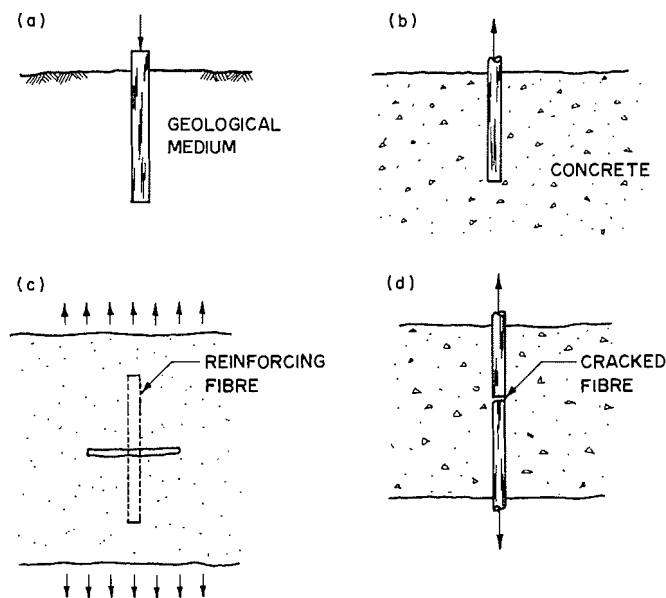 (a)
GEOLOGICAL
MEDIUM
(b)
CONCRETE
(c)
REINFORCING
FIBRE
(d)
CRACKED
FIBRE